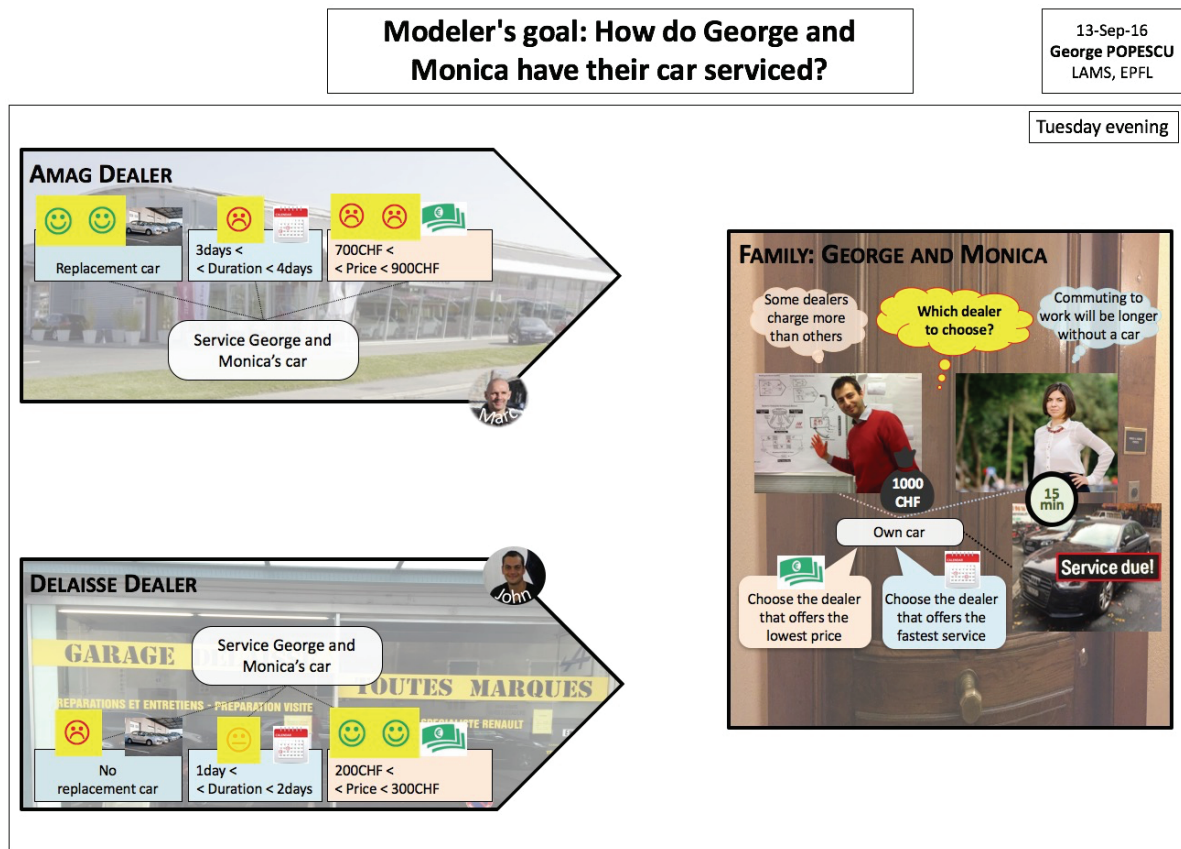 Modeler's goal: How do George and
Monica have their car serviced?
13-Sep-16
George POPESCU
LAMS, EPFL
Tuesday evening
AMAG DEALER
Replacement car
3days <
< Duration < 4days
700CHF <
< Price < 900CHF
Service George and
Monica's car
Marc
DELAISSE DEALER
John
Service George and
Monica's car
GARAGE
TOUTES MARQUES
REPARATIONS ET ENTRETIENS - PREPARATION VISITE
SPECIALISTE RENAULT
No
replacement car
1day <
< Duration < 2days
200CHF <
< Price < 300CHF
FAMILY: GEORGE AND MONICA
Some dealers
charge more
than others
Which dealer
to choose?
Commuting to
work will be longer
without a car
1000
CHF
15
min
Own car
Service due!
Choose the dealer
that offers the
lowest price
Choose the dealer
that offers the
fastest service